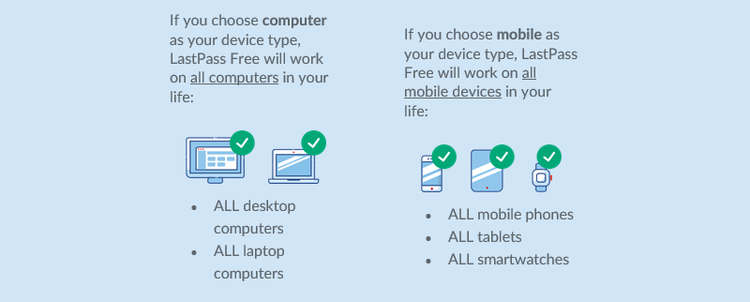 If you choose computer
as your device type,
LastPass Free will work
on all computers in your
life:
• ALL desktop
computers
• ALL laptop
computers
If you choose mobile as
your device type, LastPass
Free will work on all
mobile devices in your
life:
• ALL mobile phones
• ALL tablets
• ALL smartwatches